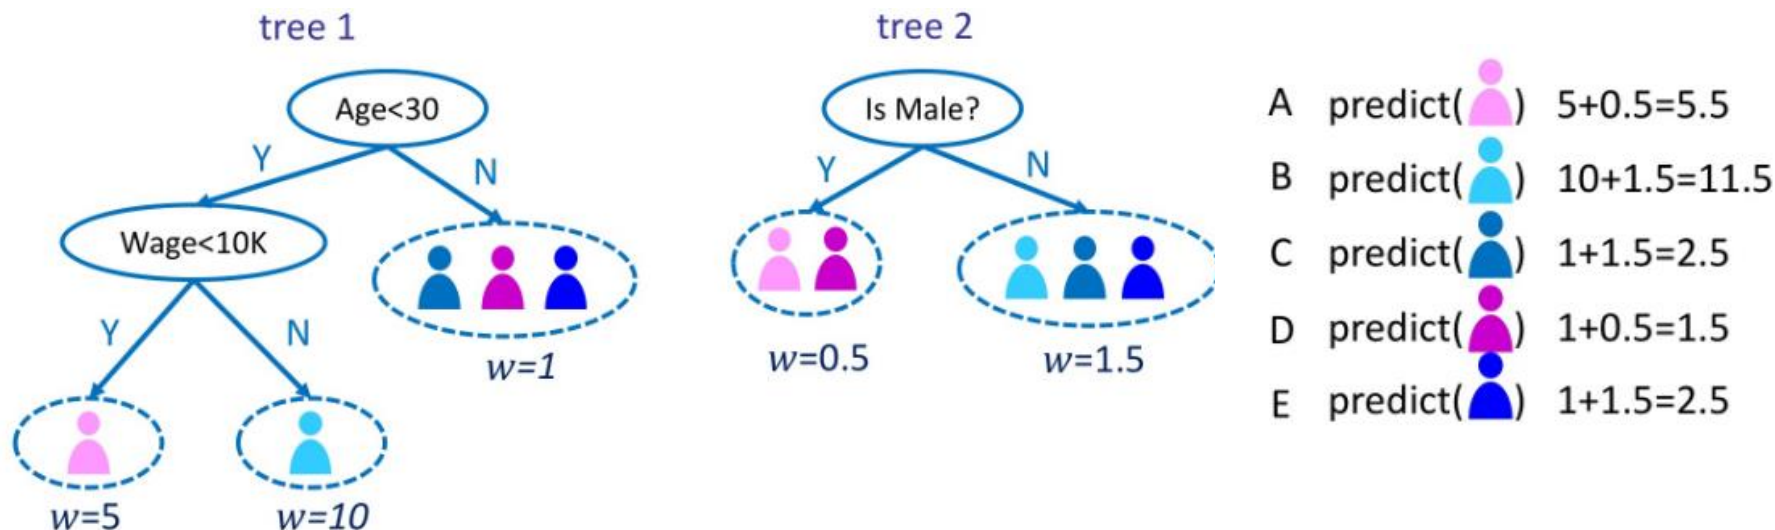 tree 1
Age<30
Y
N
Wage<10K
Y
N
w=1
w=5
w=10
tree 2
Is Male?
Y
N
w=0.5
w=1.5
A predict( ) 5+0.5=5.5
B predict( ) 10+1.5=11.5
C predict( ) 1+1.5=2.5
D predict( ) 1+0.5=1.5
E predict( ) 1+1.5=2.5